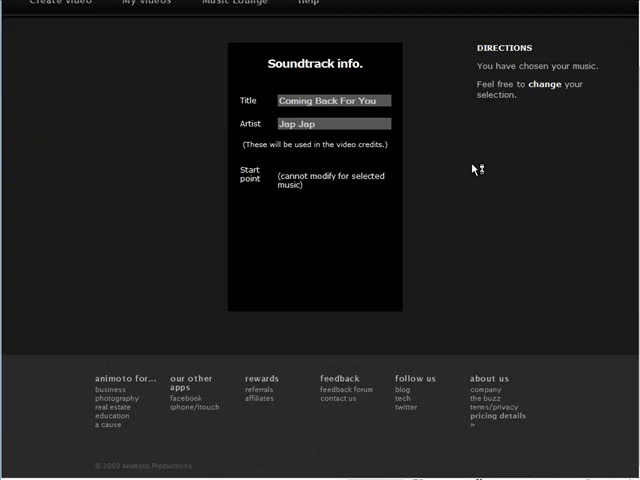 Create Video My Videos Music Lounge Help
Soundtrack info.
DIRECTIONS
You have chosen your music.
Feel free to change your
selection.
Title Coming Back For You
Artist Jap Jap
(These will be used in the video credits.)
Start
point
(cannot modify for selected
music)
animoto for...
business
photography
real estate
education
a cause
our other
apps
facebook
iphone/itouch
rewards
referrals
affiliates
feedback
feedback forum
contact us
follow us
blog
tech
twitter
about us
company
the buzz
terms/privacy
pricing details
»
© 2009 Animoto Productions